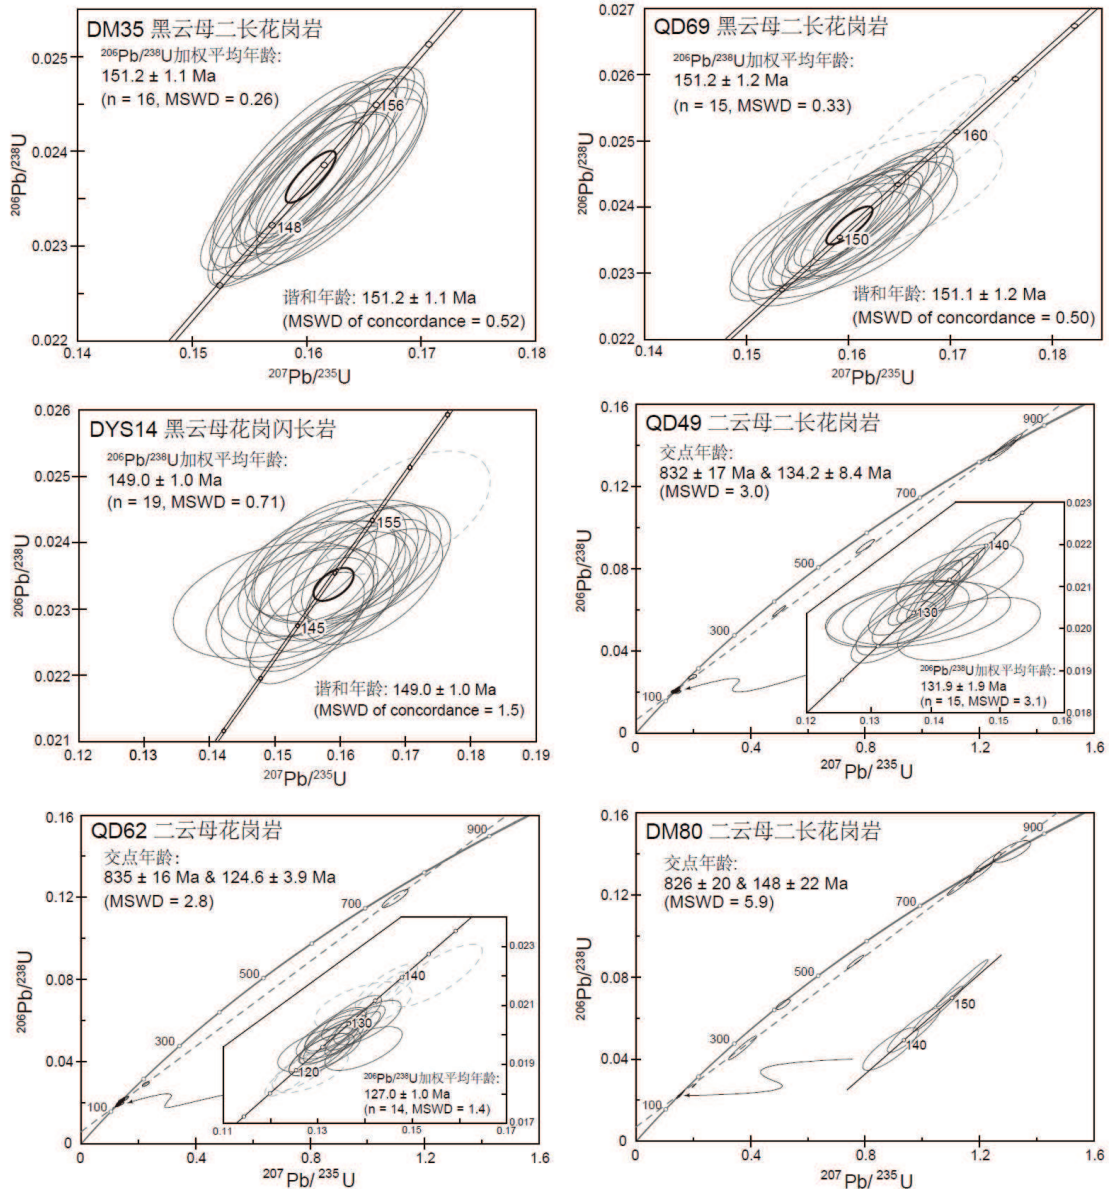 DM35 黑云母二长花岗岩
²⁰⁶Pb/²³⁸U加权平均年龄:
151.2 ± 1.1 Ma
(n = 16, MSWD = 0.26)
0.025
0.024
0.023
0.022
²⁰⁶Pb/²³⁸U
156
148
谐和年龄: 151.2 ± 1.1 Ma
(MSWD of concordance = 0.52)
0.14
0.15
0.16
0.17
0.18
²⁰⁷Pb/²³⁵U
QD69 黑云母二长花岗岩
²⁰⁶Pb/²³⁸U加权平均年龄:
151.2 ± 1.2 Ma
(n = 15, MSWD = 0.33)
0.027
0.026
0.025
0.024
0.023
0.022
²⁰⁶Pb/²³⁸U
160
150
谐和年龄: 151.1 ± 1.2 Ma
(MSWD of concordance = 0.50)
0.14
0.15
0.16
0.17
0.18
²⁰⁷Pb/²³⁵U
DYS14 黑云母花岗闪长岩
²⁰⁶Pb/²³⁸U加权平均年龄:
149.0 ± 1.0 Ma
(n = 19, MSWD = 0.71)
0.026
0.025
0.024
0.023
0.022
0.021
²⁰⁶Pb/²³⁸U
155
145
谐和年龄: 149.0 ± 1.0 Ma
(MSWD of concordance = 1.5)
0.12
0.13
0.14
0.15
0.16
0.17
0.18
0.19
²⁰⁷Pb/²³⁵U
QD49 二云母二长花岗岩
交点年龄:
832 ± 17 Ma & 134.2 ± 8.4 Ma
(MSWD = 3.0)
0.16
0.12
0.08
0.04
0
²⁰⁶Pb/²³⁸U
900
700
500
300
100
0.023
0.022
0.021
0.020
0.019
0.018
140
130
²⁰⁶Pb/²³⁸U加权平均年龄:
131.9 ± 1.9 Ma
(n = 15, MSWD = 3.1)
0.12
0.13
0.14
0.15
0.16
0
0.4
0.8
1.2
1.6
²⁰⁷Pb/ ²³⁵U
QD62 二云母花岗岩
交点年龄:
835 ± 16 Ma & 124.6 ± 3.9 Ma
(MSWD = 2.8)
0.16
0.12
0.08
0.04
0
²⁰⁶Pb/²³⁸U
900
700
500
300
100
0.023
0.021
0.019
0.017
140
130
120
²⁰⁶Pb/²³⁸U加权平均年龄:
127.0 ± 1.0 Ma
(n = 14, MSWD = 1.4)
0.11
0.13
0.15
0.17
0
0.4
0.8
1.2
1.6
²⁰⁷Pb/²³⁵U
DM80 二云母二长花岗岩
交点年龄:
826 ± 20 & 148 ± 22 Ma
(MSWD = 5.9)
0.16
0.12
0.08
0.04
0
²⁰⁶Pb/²³⁸U
900
700
500
300
100
150
140
0
0.4
0.8
1.2
1.6
²⁰⁷Pb/ ²³⁵U